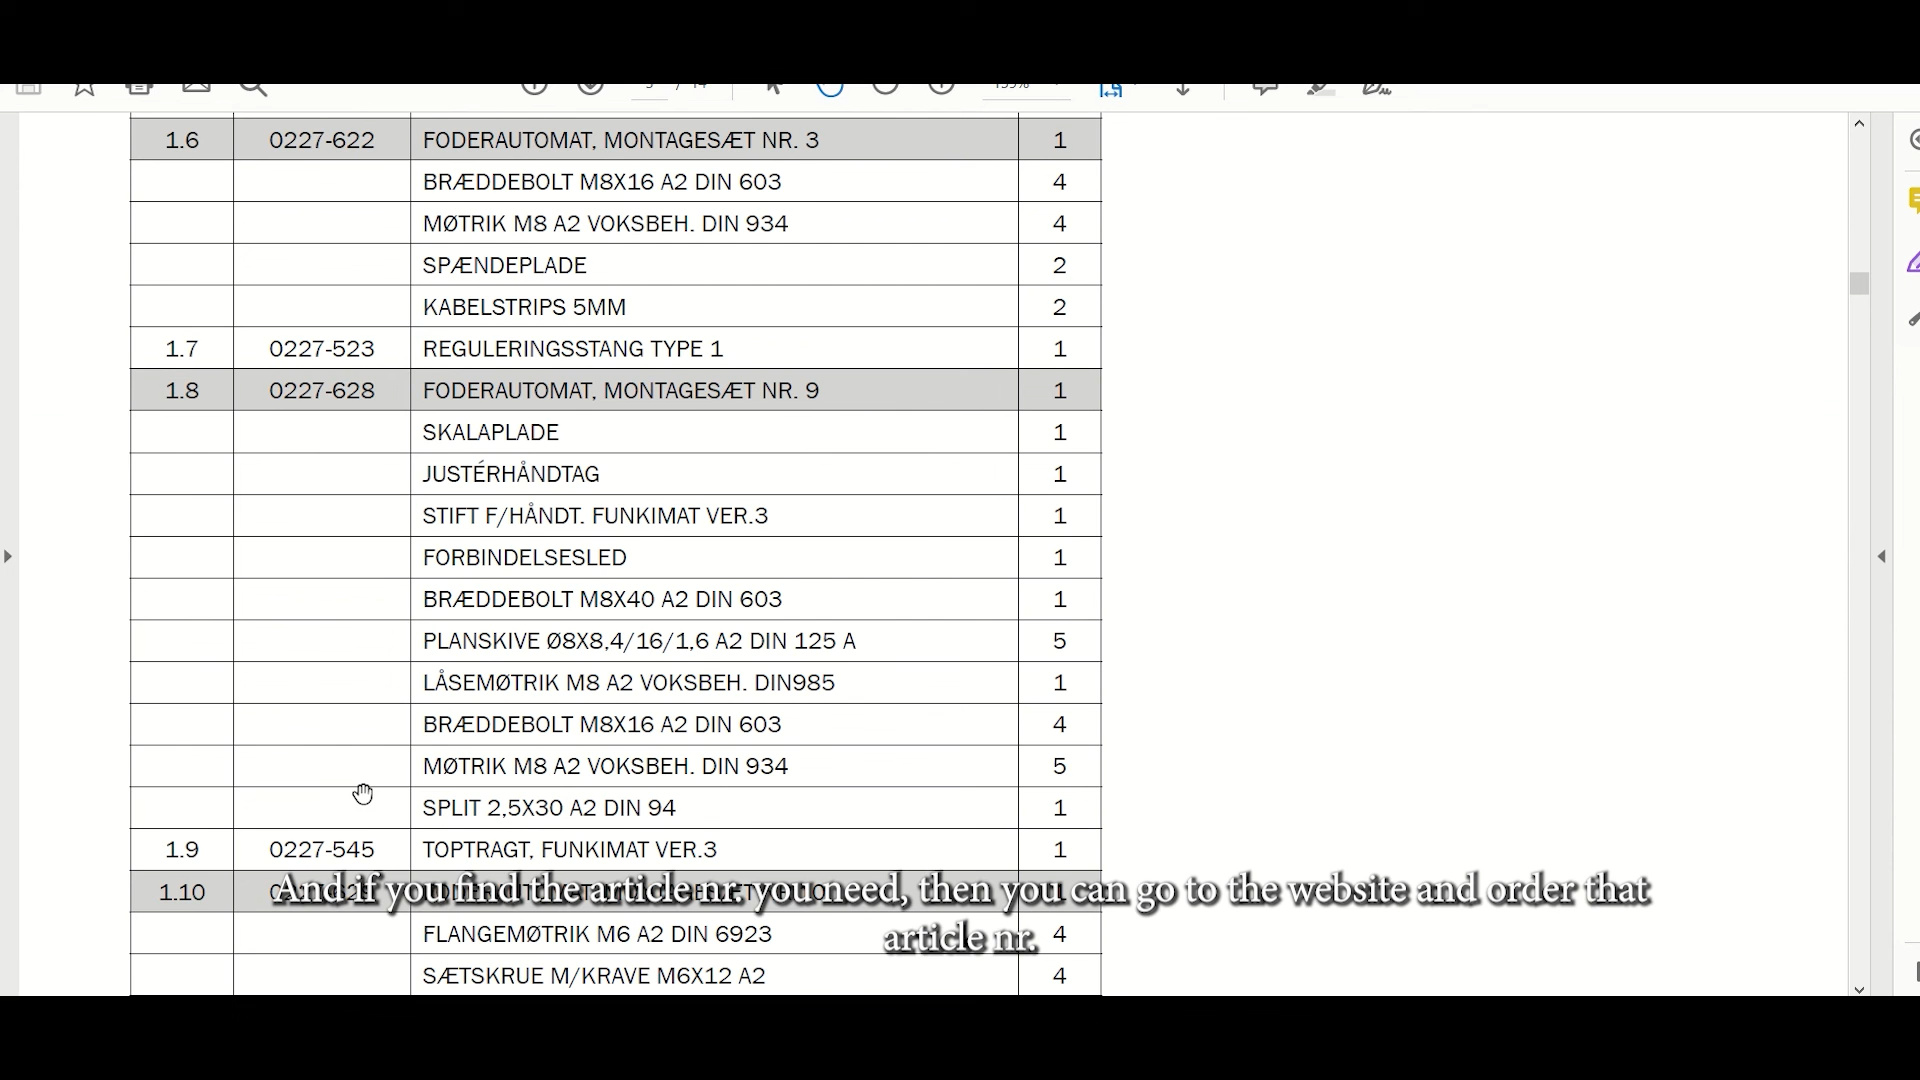 1.6 0227-622 FODERAUTOMAT, MONTAGESÆT NR. 3 1
BRÆDDEBOLT M8X16 A2 DIN 603 4
MØTRIK M8 A2 VOKSBEH. DIN 934 4
SPÆNDEPLADE 2
KABELSTRIPS 5MM 2
1.7 0227-523 REGULERINGSSTANG TYPE 1 1
1.8 0227-628 FODERAUTOMAT, MONTAGESÆT NR. 9 1
SKALAPLADE 1
JUSTÉRHÅNDTAG 1
STIFT F/HÅNDT. FUNKIMAT VER.3 1
FORBINDELSESLED 1
BRÆDDEBOLT M8X40 A2 DIN 603 1
PLANSKIVE Ø8X8,4/16/1,6 A2 DIN 125 A 5
LÅSEMØTRIK M8 A2 VOKSBEH. DIN985 1
BRÆDDEBOLT M8X16 A2 DIN 603 4
MØTRIK M8 A2 VOKSBEH. DIN 934 5
SPLIT 2,5X30 A2 DIN 94 1
1.9 0227-545 TOPTRAGT, FUNKIMAT VER.3 1
1.10
And if you find the article nr. you need, then you can go to the website and order that
article nr.
FLANGEMØTRIK M6 A2 DIN 6923 4
SÆTSKRUE M/KRAVE M6X12 A2 4